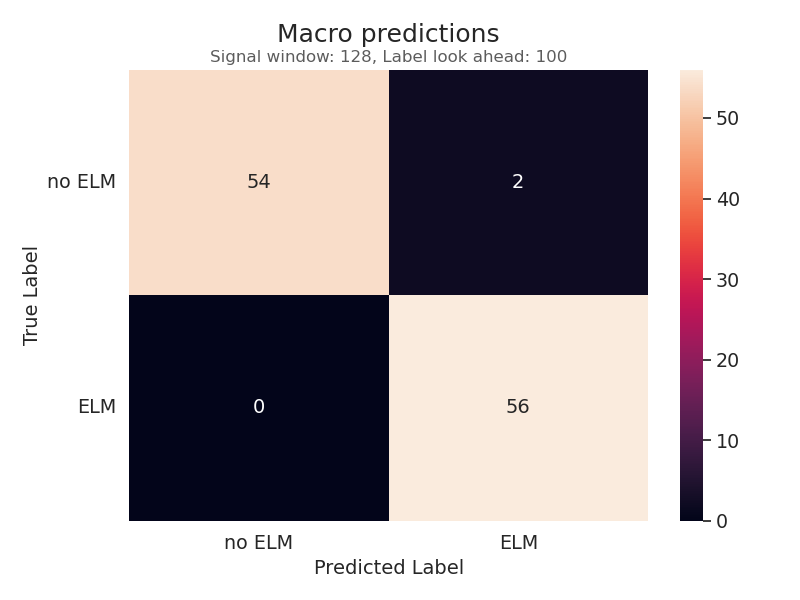 Macro predictions
Signal window: 128, Label look ahead: 100
True Label
no ELM
54
2
ELM
0
56
no ELM
ELM
Predicted Label
50
40
30
20
10
0